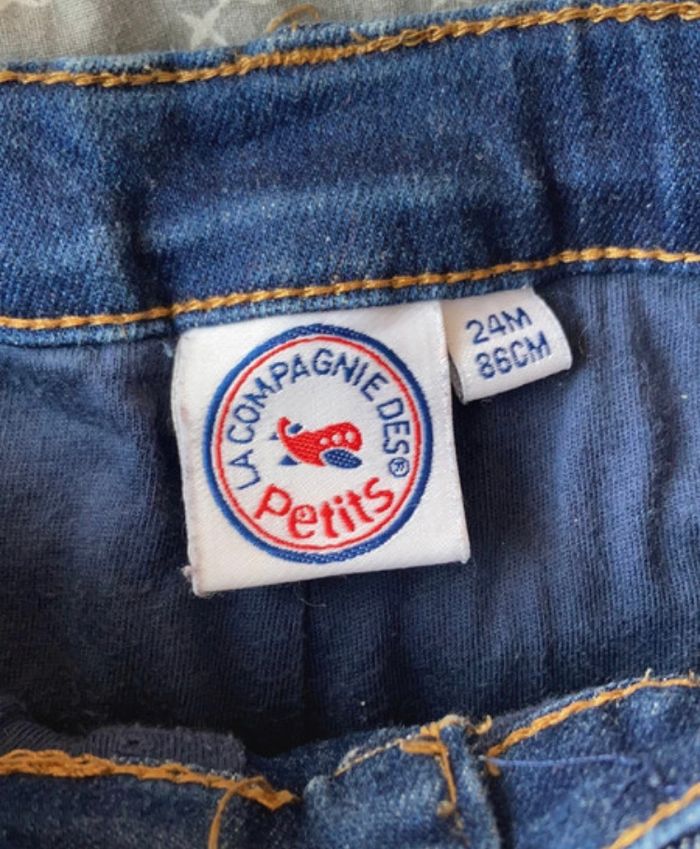 LA COMPAGNIE DES®
Petits
24M
86CM